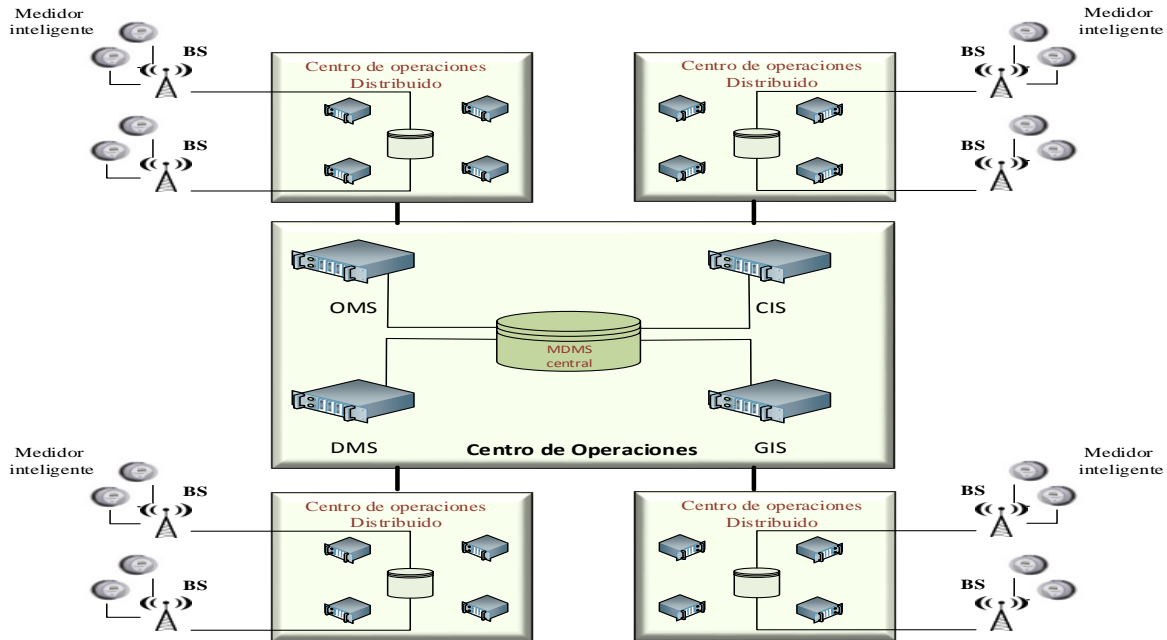 Medidor
inteligente
BS
BS
Centro de operaciones
Distribuido
Centro de operaciones
Distribuido
Medidor
inteligente
BS
BS
OMS
CIS
MDMS
central
DMS
GIS
Centro de Operaciones
Medidor
inteligente
BS
BS
Centro de operaciones
Distribuido
Centro de operaciones
Distribuido
Medidor
inteligente
BS
BS